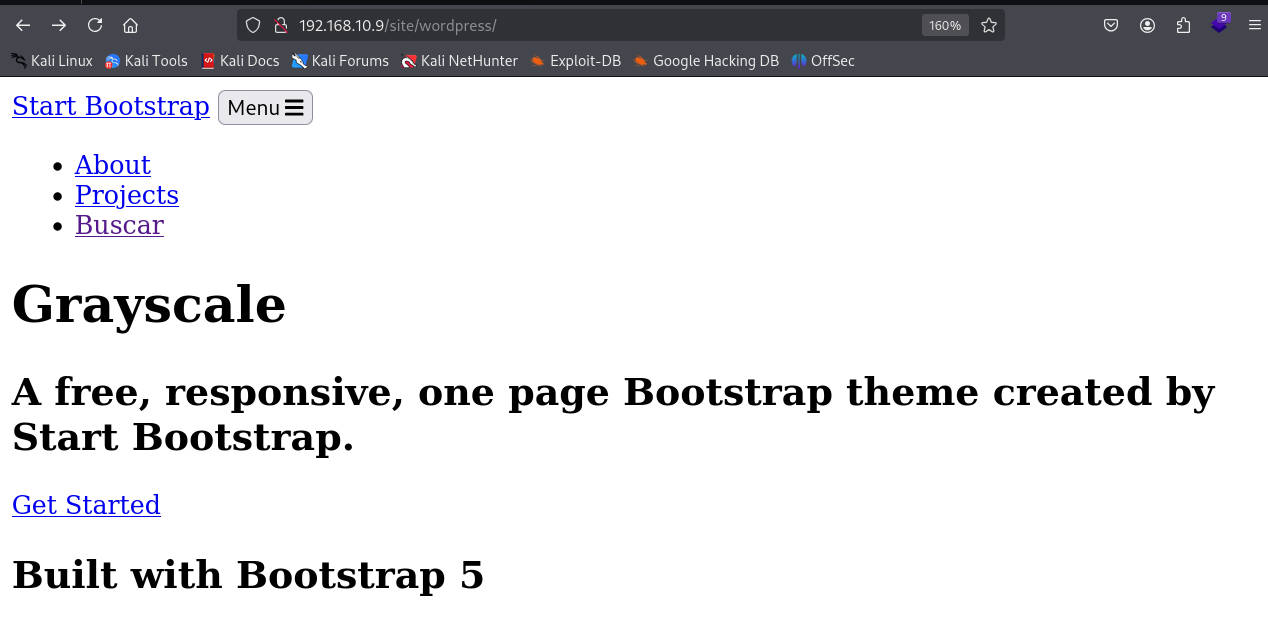 192.168.10.9/site/wordpress/ 160% 9
Kali Linux Kali Tools Kali Docs Kali Forums Kali NetHunter Exploit-DB Google Hacking DB OffSec
Start Bootstrap Menu
About
Projects
Buscar
Grayscale
A free, responsive, one page Bootstrap theme created by
Start Bootstrap.
Get Started
Built with Bootstrap 5